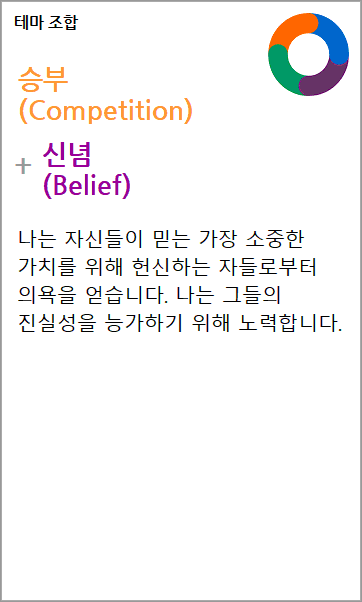 테마 조합
승부
(Competition)
+ 신념
(Belief)
나는 자신들이 믿는 가장 소중한
가치를 위해 헌신하는 자들로부터
의욕을 얻습니다. 나는 그들의
진실성을 능가하기 위해 노력합니다.